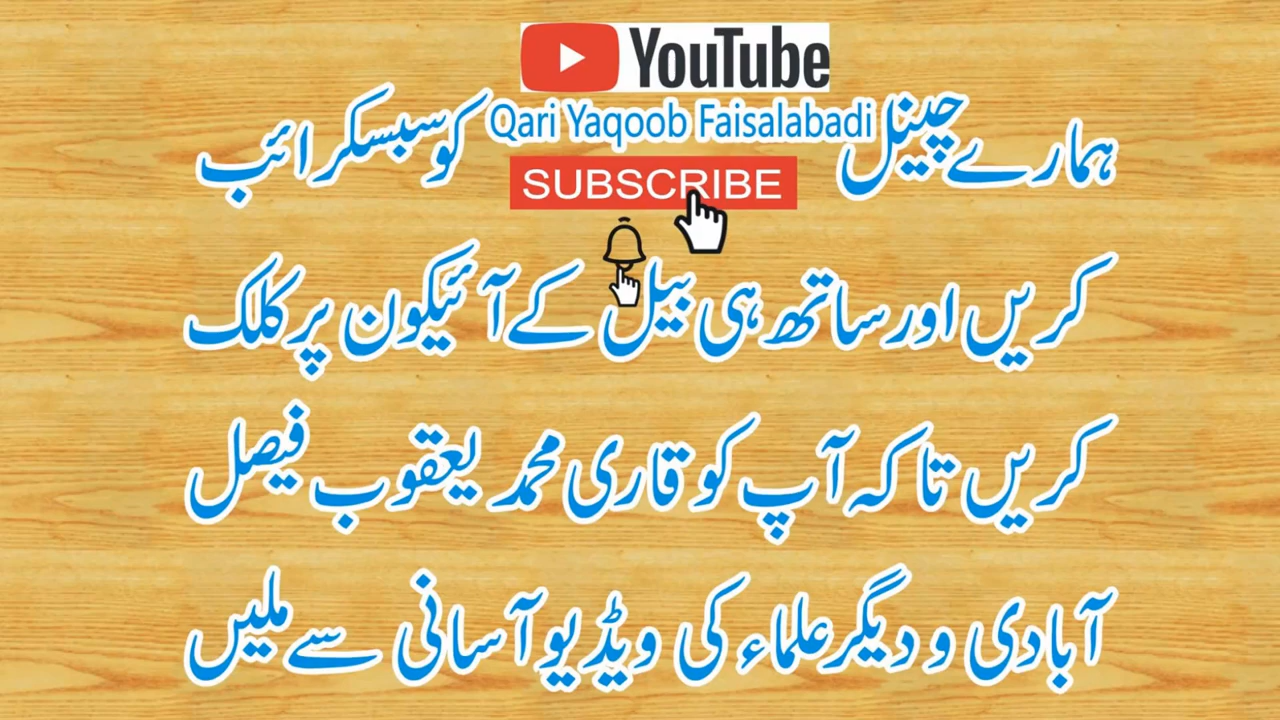 YouTube
ہمارے چینل Qari Yaqoob Faisalabadi کو سبسکرائب
SUBSCRIBE
کریں اور ساتھ ہی بیل کے آئیکون پر کلک
کریں تاکہ آپ کو قاری محمد یعقوب فیصل
آبادی و دیگر علماء کی ویڈیو آسانی سے ملیں